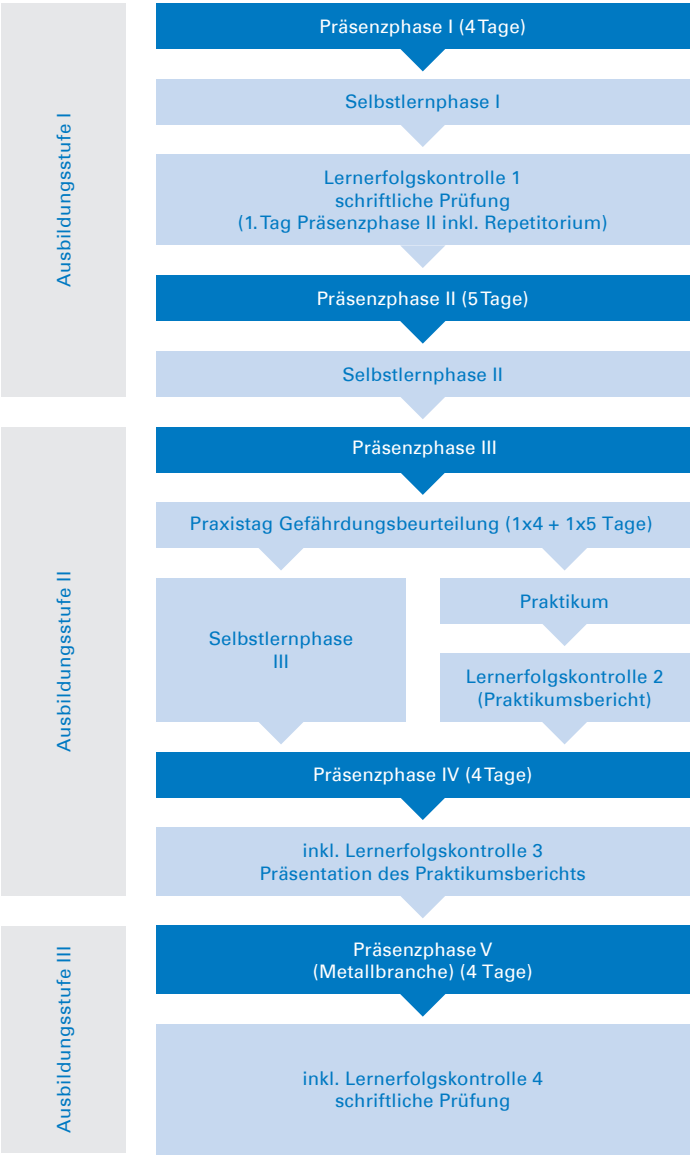 Ausbildungsstufe I
Präsenzphase I (4 Tage)
Selbstlernphase I
Lernerfolgskontrolle 1
schriftliche Prüfung
(1. Tag Präsenzphase II inkl. Repetitorium)
Präsenzphase II (5 Tage)
Selbstlernphase II
Ausbildungsstufe II
Präsenzphase III
Praxistag Gefährdungsbeurteilung (1x4 + 1x5 Tage)
Selbstlernphase
III
Praktikum
Lernerfolgskontrolle 2
(Praktikumsbericht)
Präsenzphase IV (4 Tage)
inkl. Lernerfolgskontrolle 3
Präsentation des Praktikumsberichts
Ausbildungsstufe III
Präsenzphase V
(Metallbranche) (4 Tage)
inkl. Lernerfolgskontrolle 4
schriftliche Prüfung